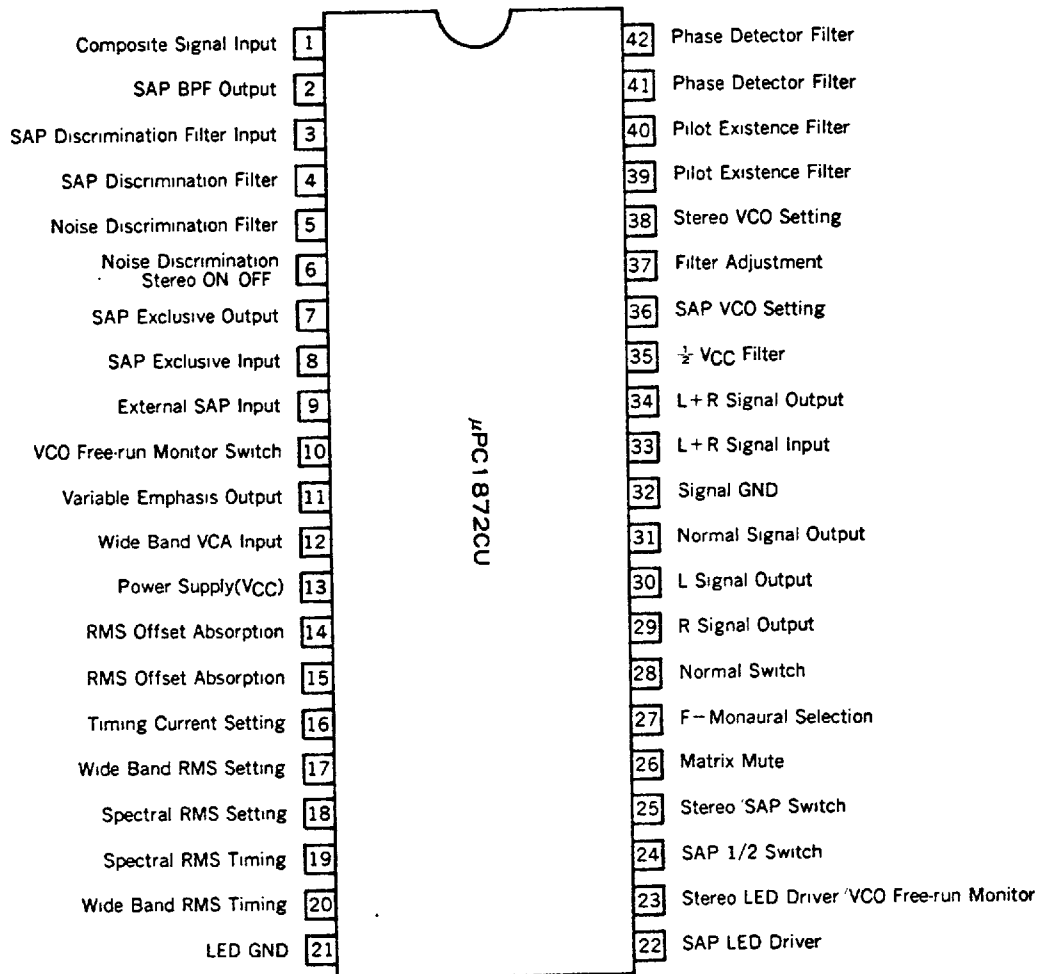 Composite Signal Input 1
SAP BPF Output 2
SAP Discrimination Filter Input 3
SAP Discrimination Filter 4
Noise Discrimination Filter 5
Noise Discrimination
Stereo ON OFF 6
SAP Exclusive Output 7
SAP Exclusive Input 8
External SAP Input 9
VCO Free-run Monitor Switch 10
Variable Emphasis Output 11
Wide Band VCA Input 12
Power Supply(VCC) 13
RMS Offset Absorption 14
RMS Offset Absorption 15
Timing Current Setting 16
Wide Band RMS Setting 17
Spectral RMS Setting 18
Spectral RMS Timing 19
Wide Band RMS Timing 20
LED GND 21
μPC1872CU
42 Phase Detector Filter
41 Phase Detector Filter
40 Pilot Existence Filter
39 Pilot Existence Filter
38 Stereo VCO Setting
37 Filter Adjustment
36 SAP VCO Setting
35 ½ VCC Filter
34 L+R Signal Output
33 L+R Signal Input
32 Signal GND
31 Normal Signal Output
30 L Signal Output
29 R Signal Output
28 Normal Switch
27 F-Monaural Selection
26 Matrix Mute
25 Stereo 'SAP Switch
24 SAP 1/2 Switch
23 Stereo LED Driver 'VCO Free-run Monitor
22 SAP LED Driver